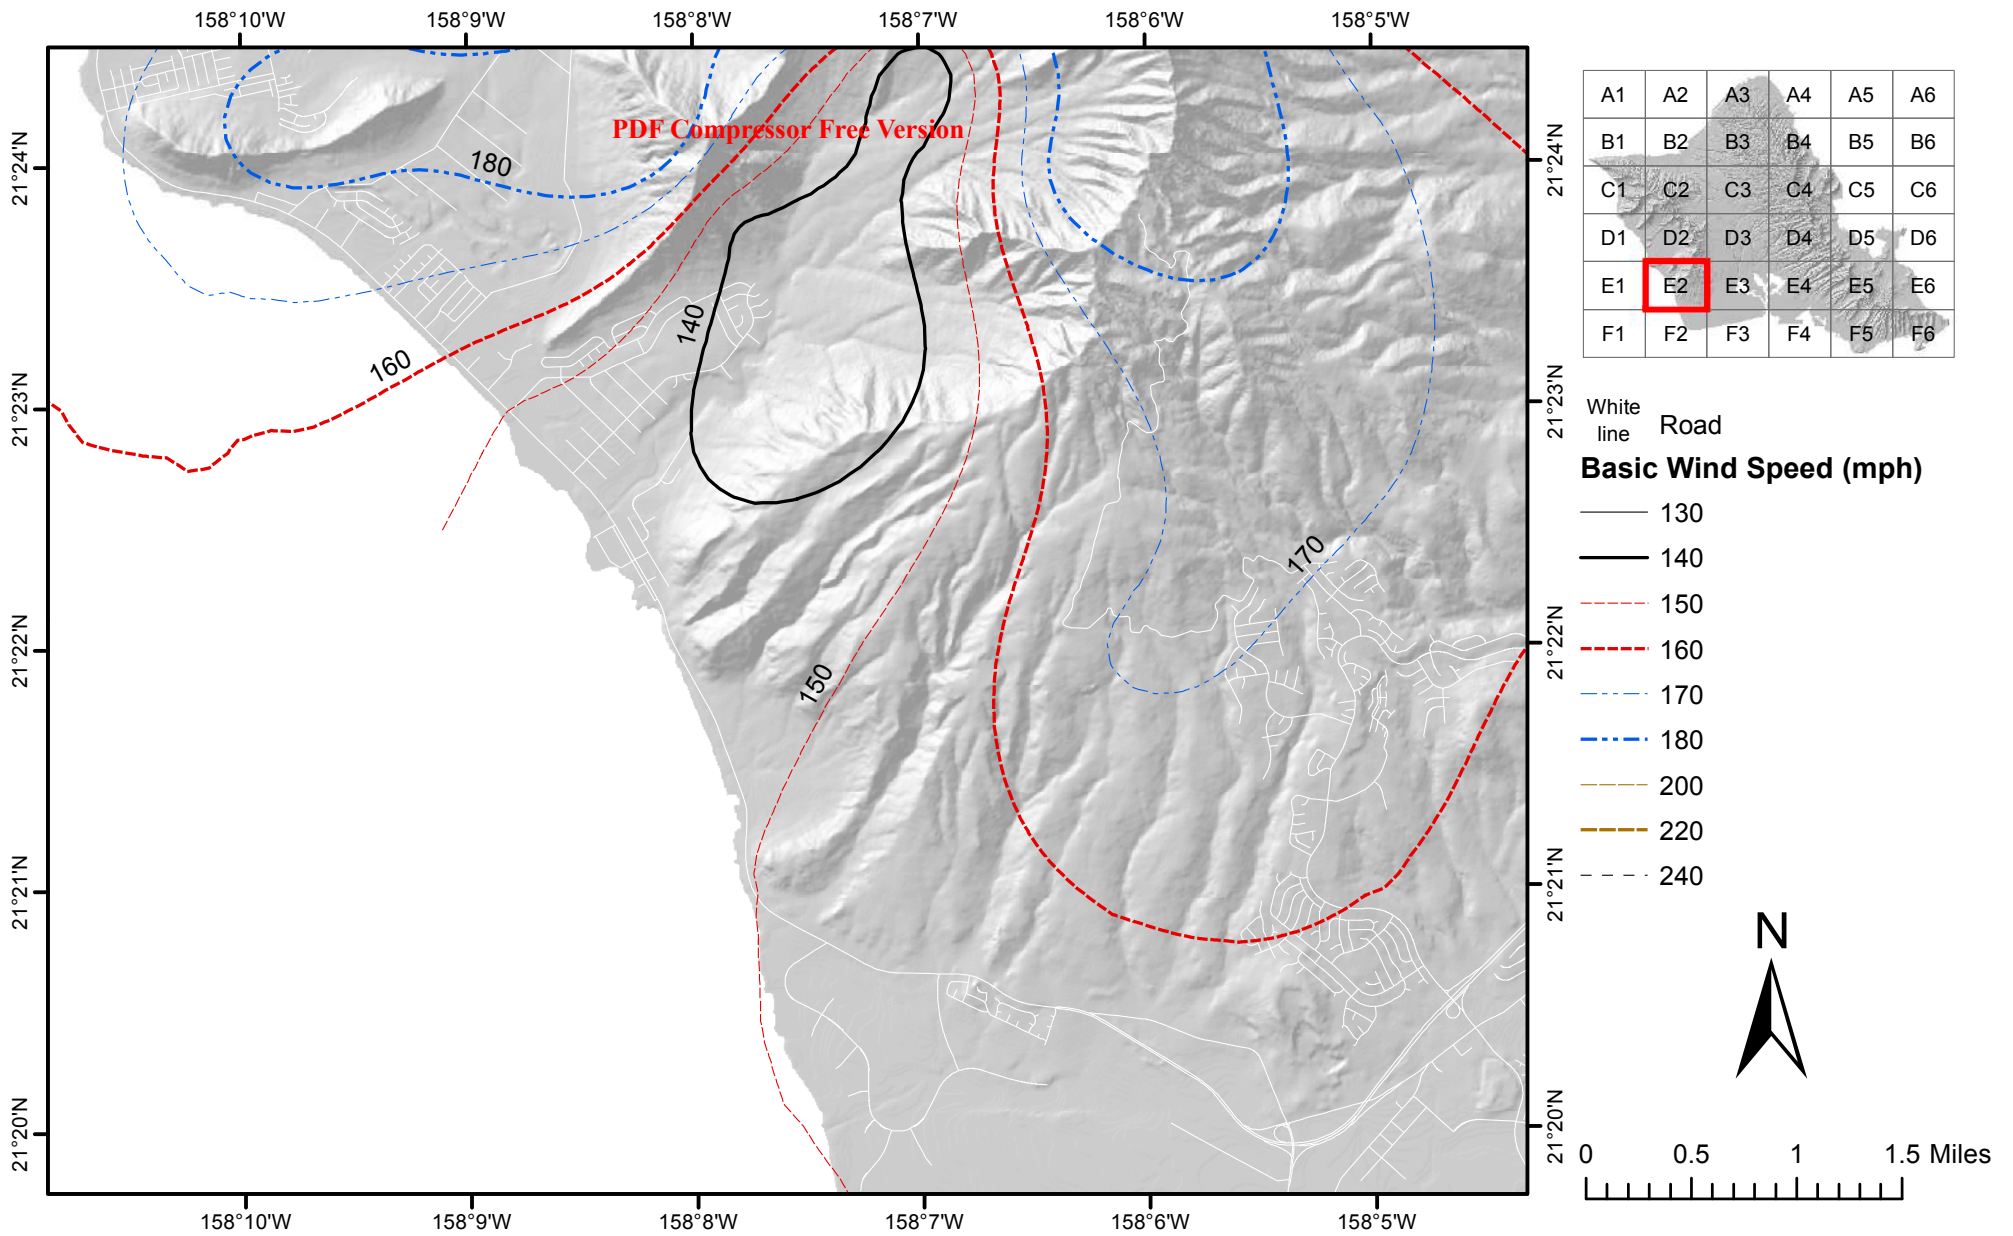 158°10'W 158°9'W 158°8'W 158°7'W 158°6'W 158°5'W
21°24'N
21°23'N
21°22'N
21°21'N
21°20'N
PDF Compressor Free Version
180
160
140
150
170
21°24'N
21°23'N
21°22'N
21°21'N
21°20'N
158°10'W 158°9'W 158°8'W 158°7'W 158°6'W 158°5'W
A1 A2 A3 A4 A5 A6
B1 B2 B3 B4 B5 B6
C1 C2 C3 C4 C5 C6
D1 D2 D3 D4 D5 D6
E1 E2 E3 E4 E5 E6
F1 F2 F3 F4 F5 F6
White
line Road
Basic Wind Speed (mph)
130
140
150
160
170
180
200
220
240
N
0 0.5 1 1.5 Miles